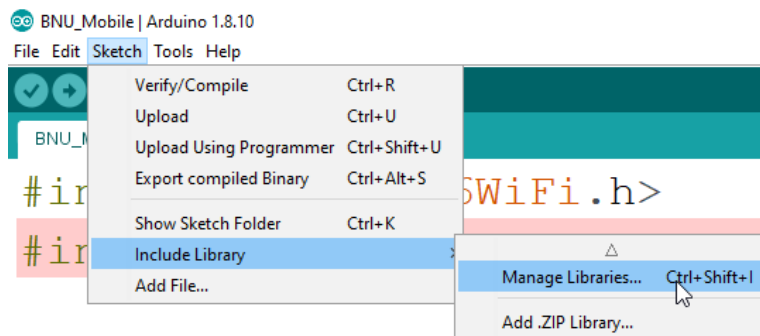 BNU_Mobile | Arduino 1.8.10
File Edit Sketch Tools Help
Verify/Compile Ctrl+R
Upload Ctrl+U
BNU_M
Upload Using Programmer Ctrl+Shift+U
Export compiled Binary Ctrl+Alt+S
#in 6WiFi.h>
Show Sketch Folder Ctrl+K
#in
Include Library
Manage Libraries... Ctrl+Shift+I
Add File...
Add .ZIP Library...